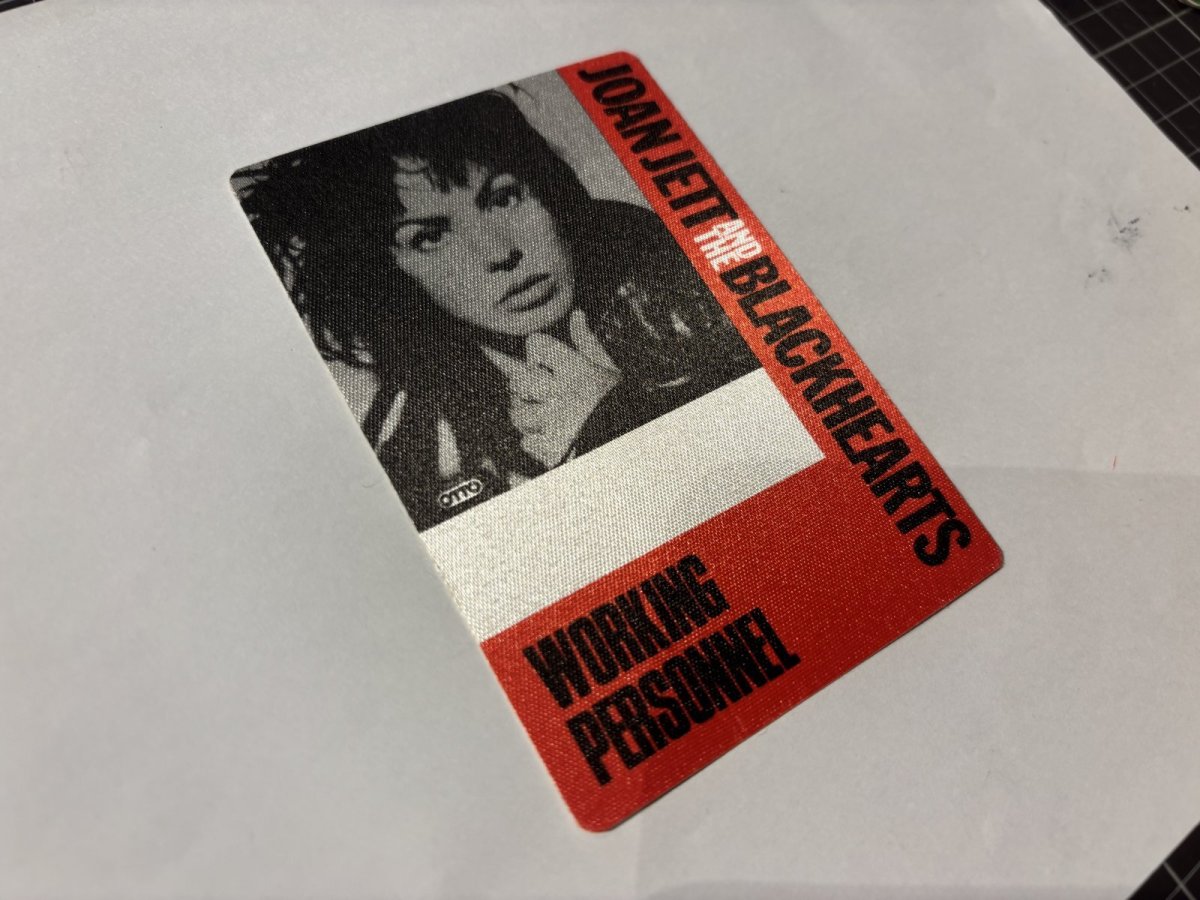 JOAN JETT AND THE BLACKHEARTS
OTTO
WORKING
PERSONNEL